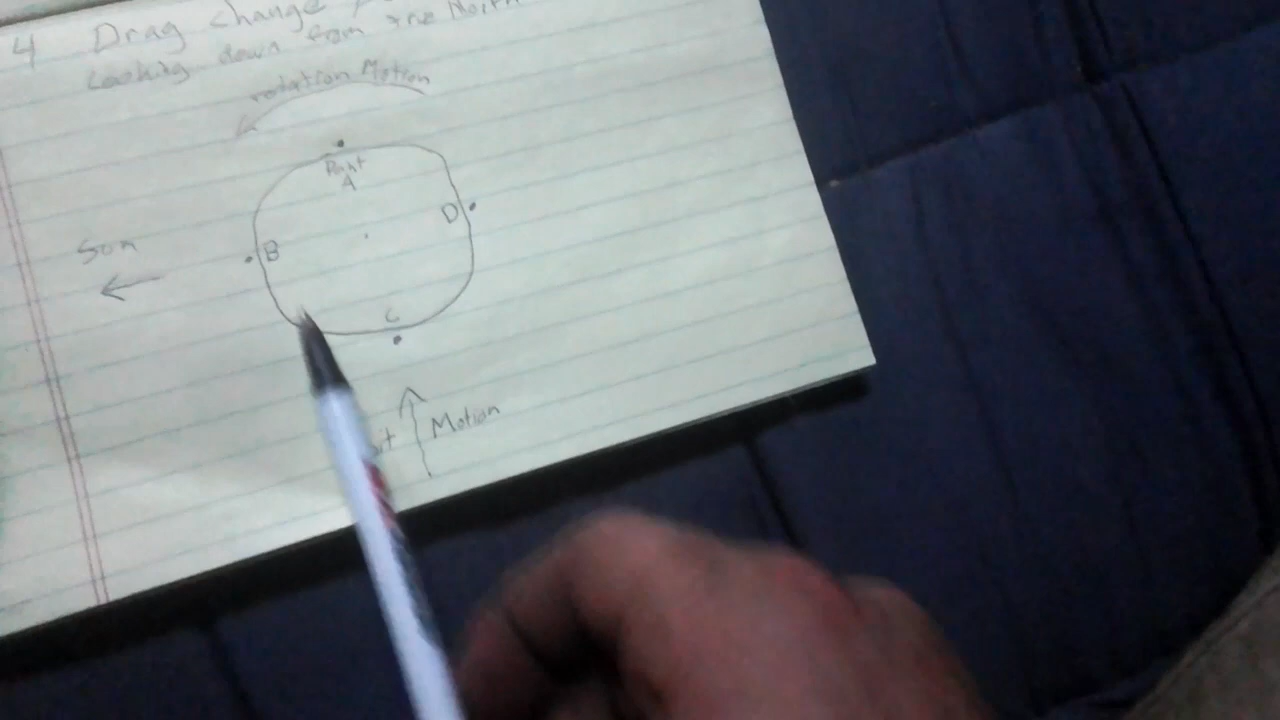 4 Drag change
Looking down from the North
rotation Motion
Point
A
D
Sun
B
C
Motion